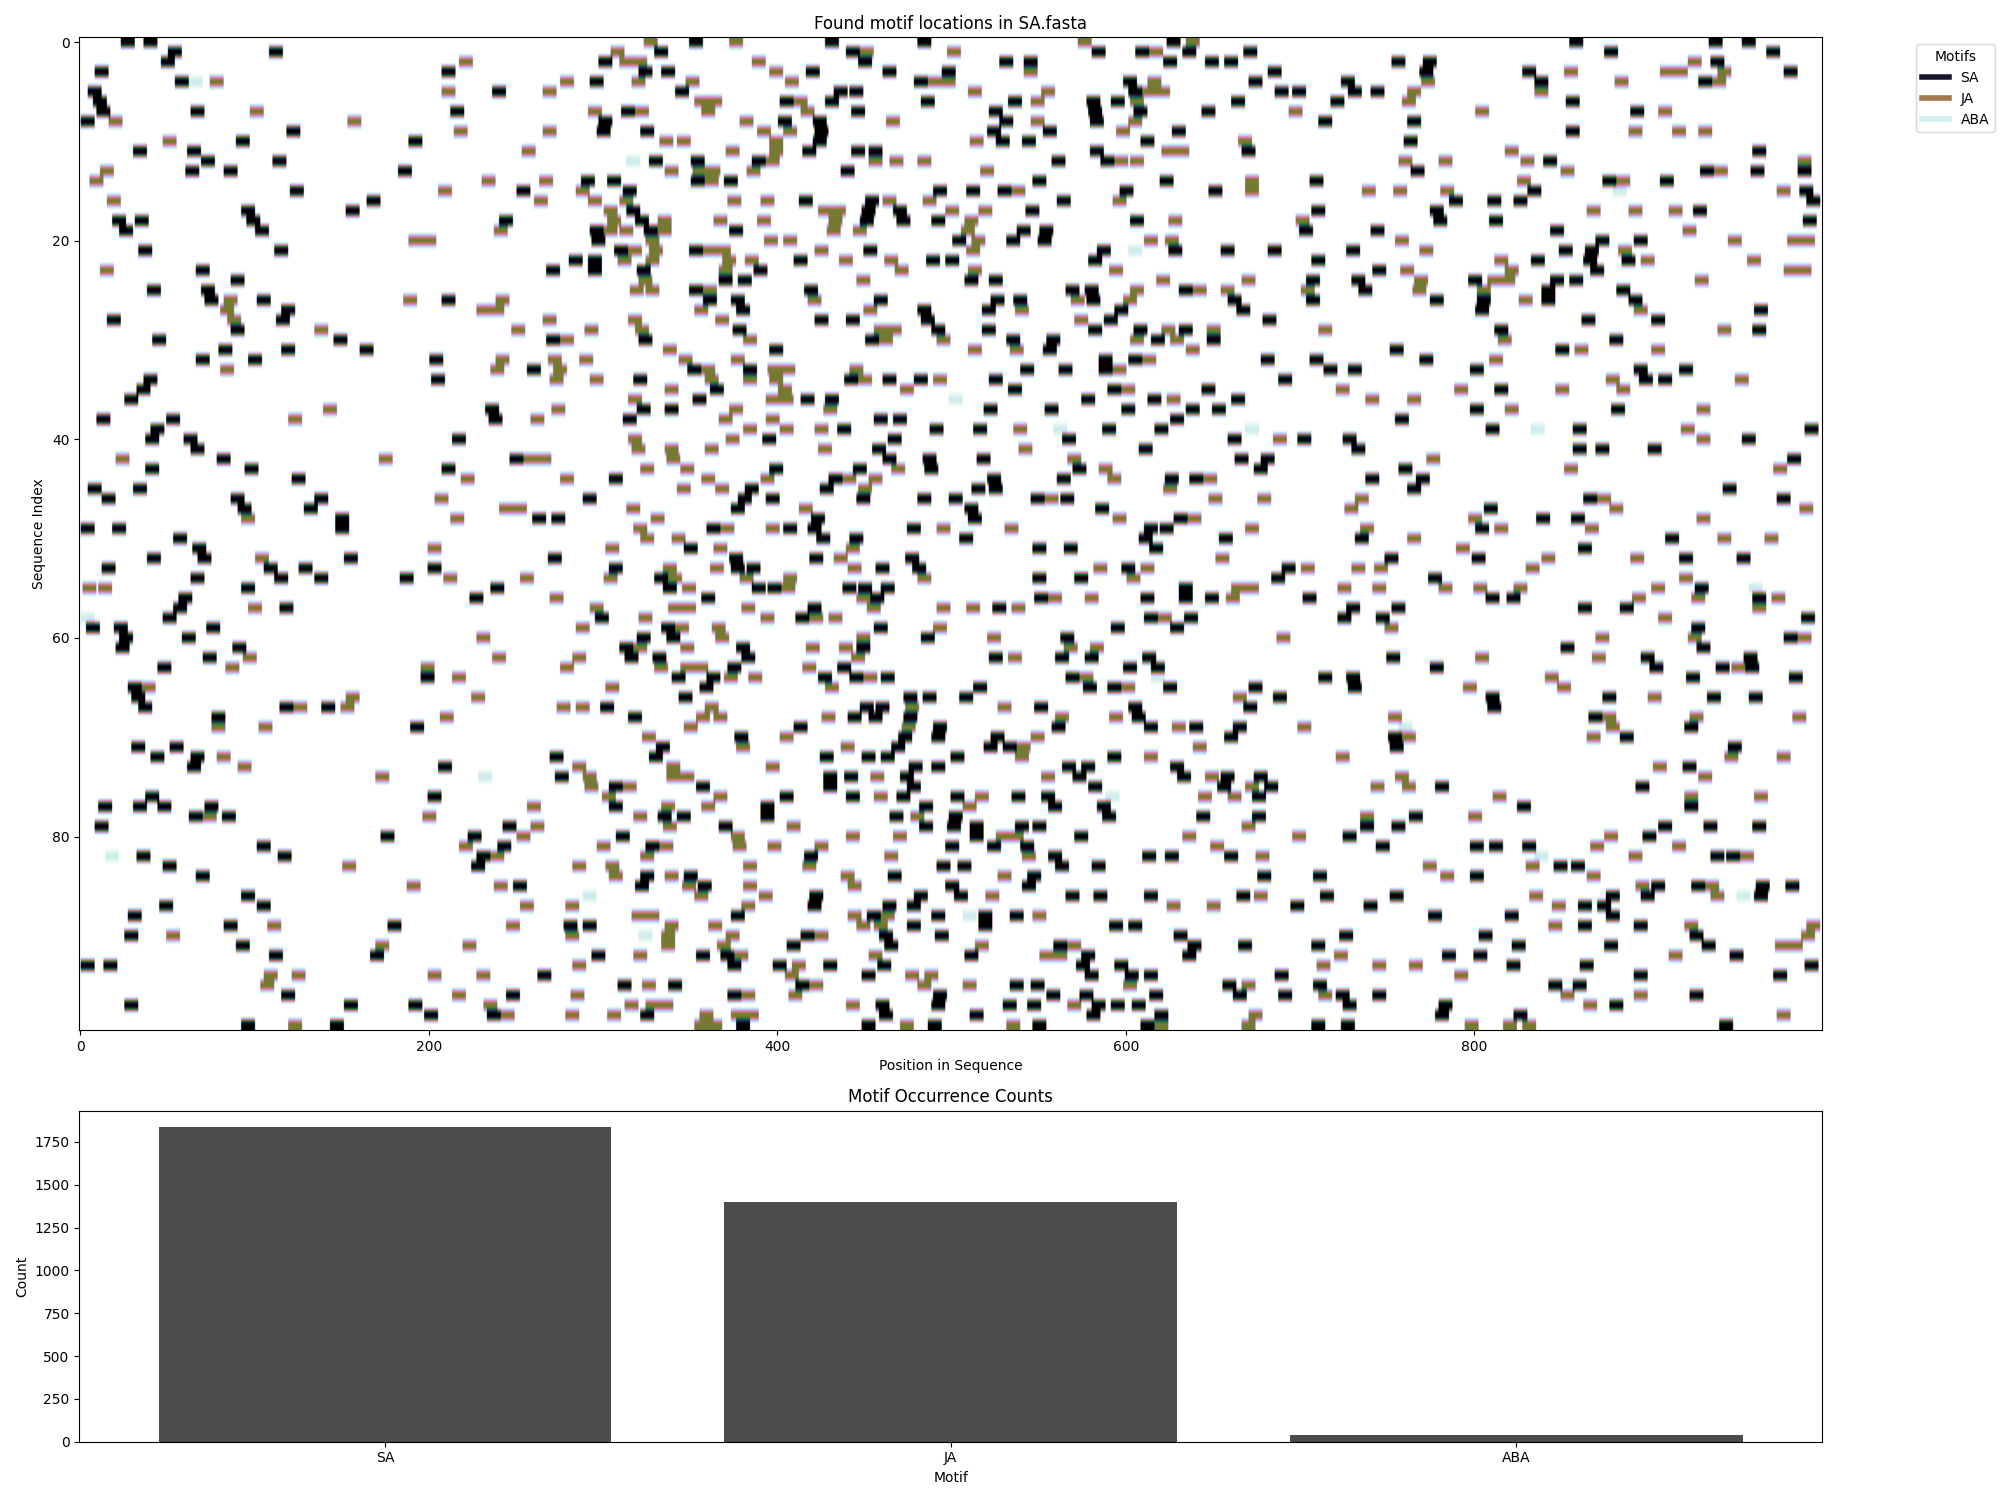 Found motif locations in SA.fasta
0
20
40
60
80
Sequence Index
0 200 400 600 800
Position in Sequence
Motifs
SA
JA
ABA
Motif Occurrence Counts
1750
1500
1250
1000
750
500
250
0
Count
SA JA ABA
Motif